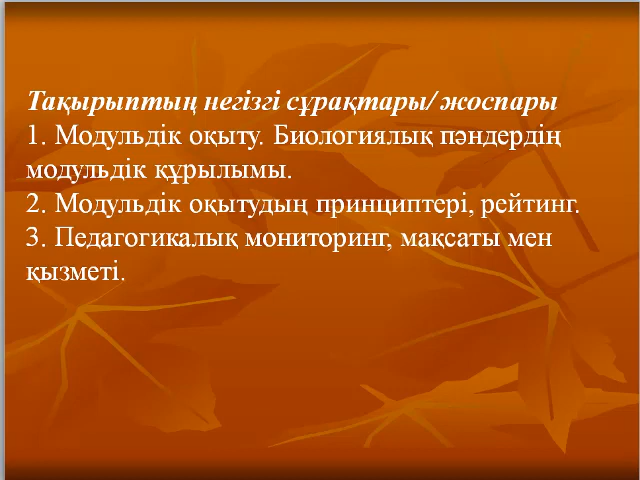 Тақырыптың негізгі сұрақтары/ жоспары
1. Модульдік оқыту. Биологиялық пәндердің
модульдік құрылымы.
2. Модульдік оқытудың принциптері, рейтинг.
3. Педагогикалық мониторинг, мақсаты мен
қызметі.